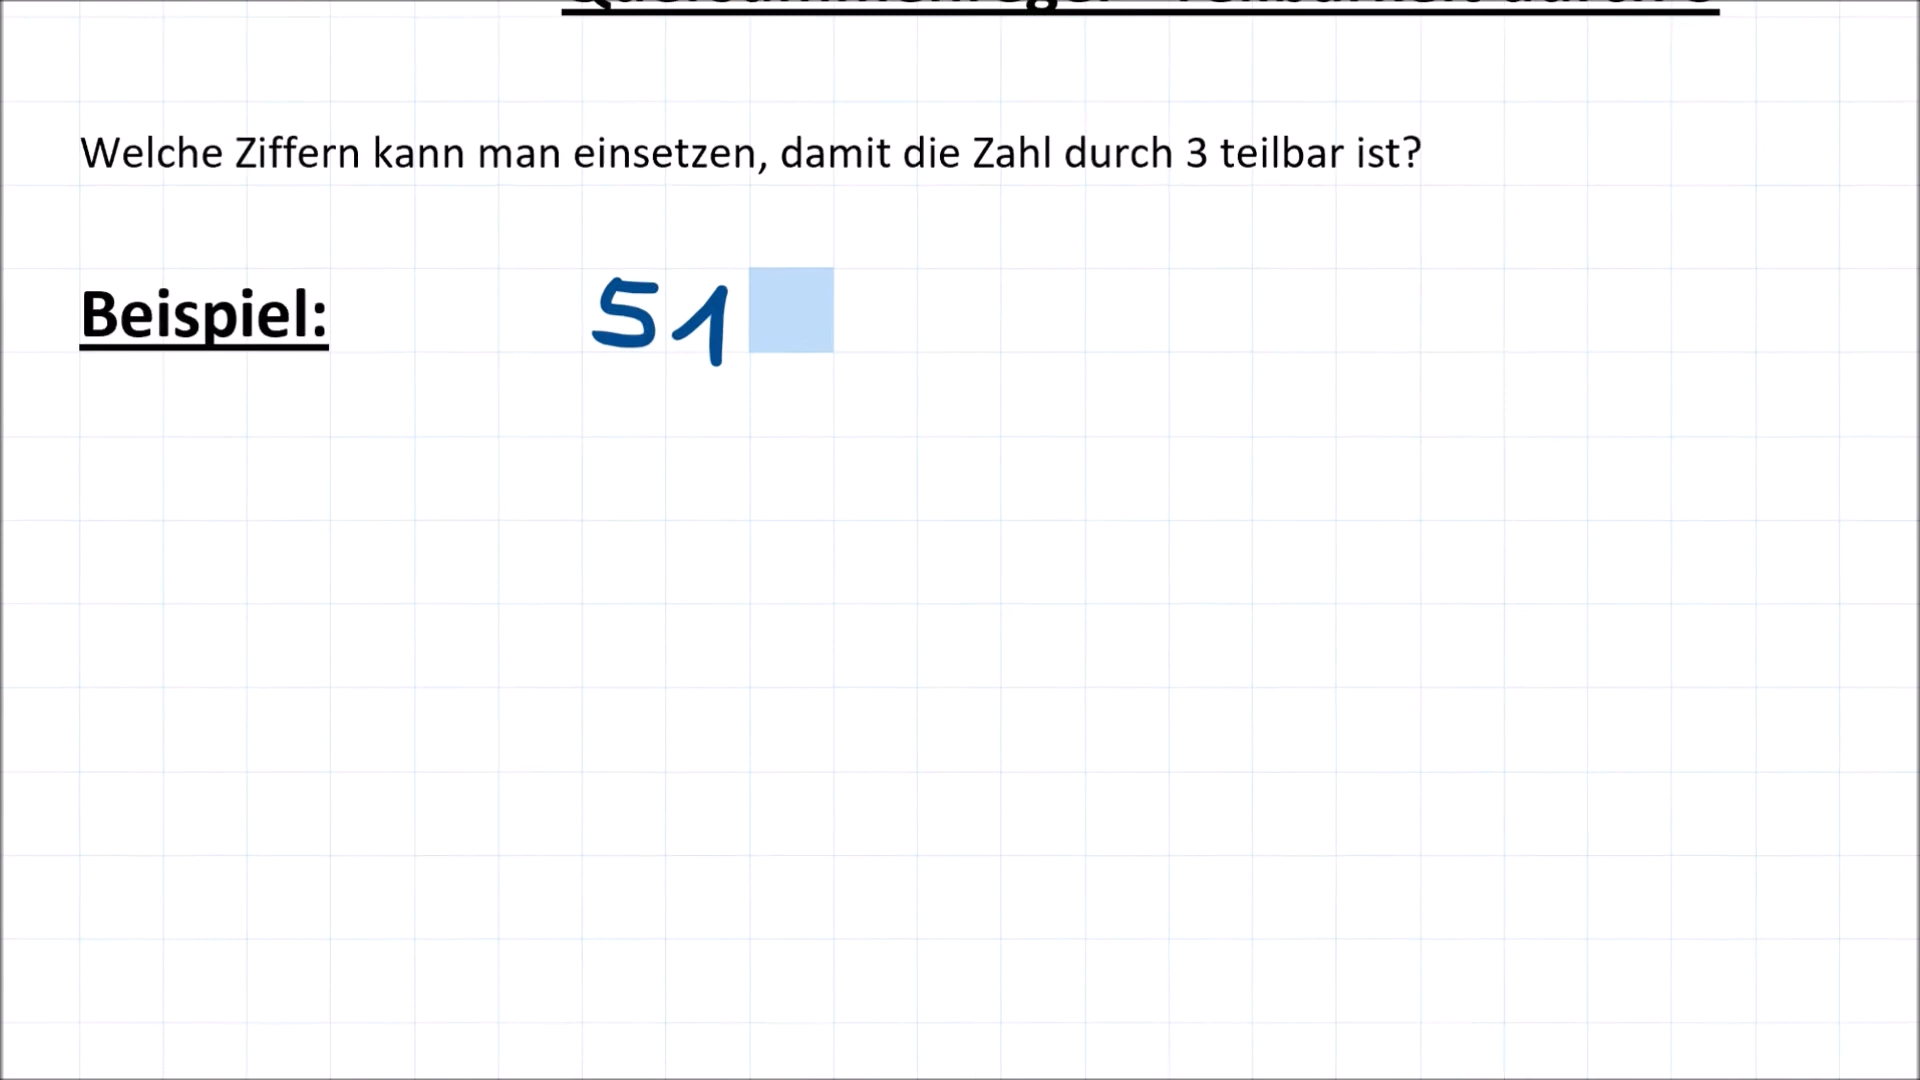 Welche Ziffern kann man einsetzen, damit die Zahl durch 3 teilbar ist?
Beispiel: 51